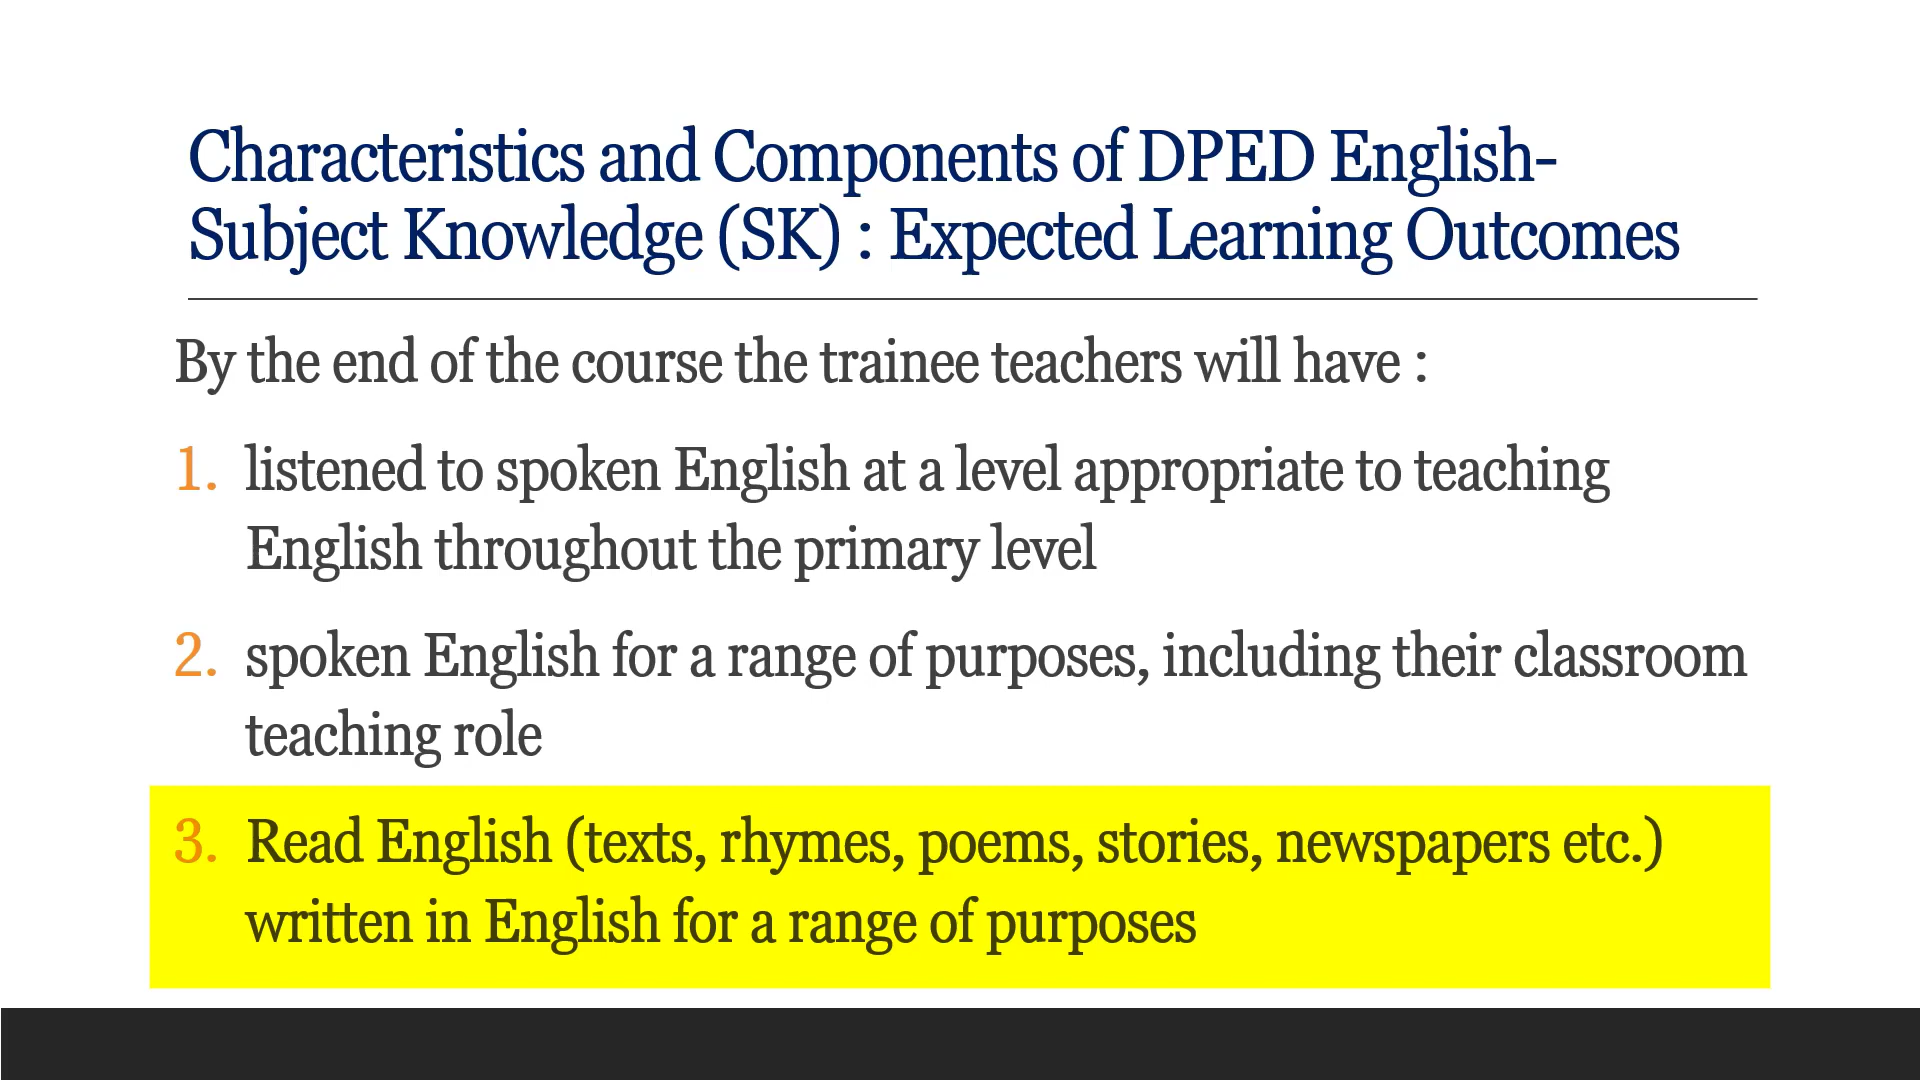 Characteristics and Components of DPED English-
Subject Knowledge (SK) : Expected Learning Outcomes
By the end of the course the trainee teachers will have :
1. listened to spoken English at a level appropriate to teaching
English throughout the primary level
2. spoken English for a range of purposes, including their classroom
teaching role
3. Read English (texts, rhymes, poems, stories, newspapers etc.)
written in English for a range of purposes